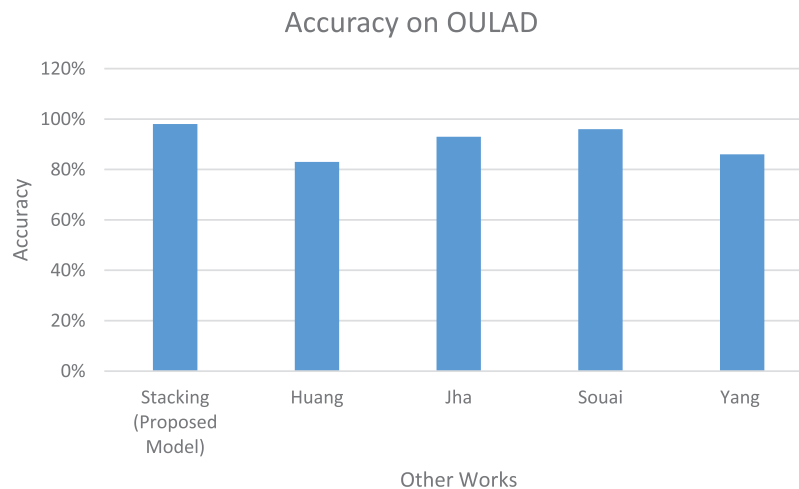 Accuracy on OULAD
120%
100%
80%
60%
40%
20%
0%
Accuracy
Stacking
(Proposed
Model)
Huang
Jha
Souai
Yang
Other Works